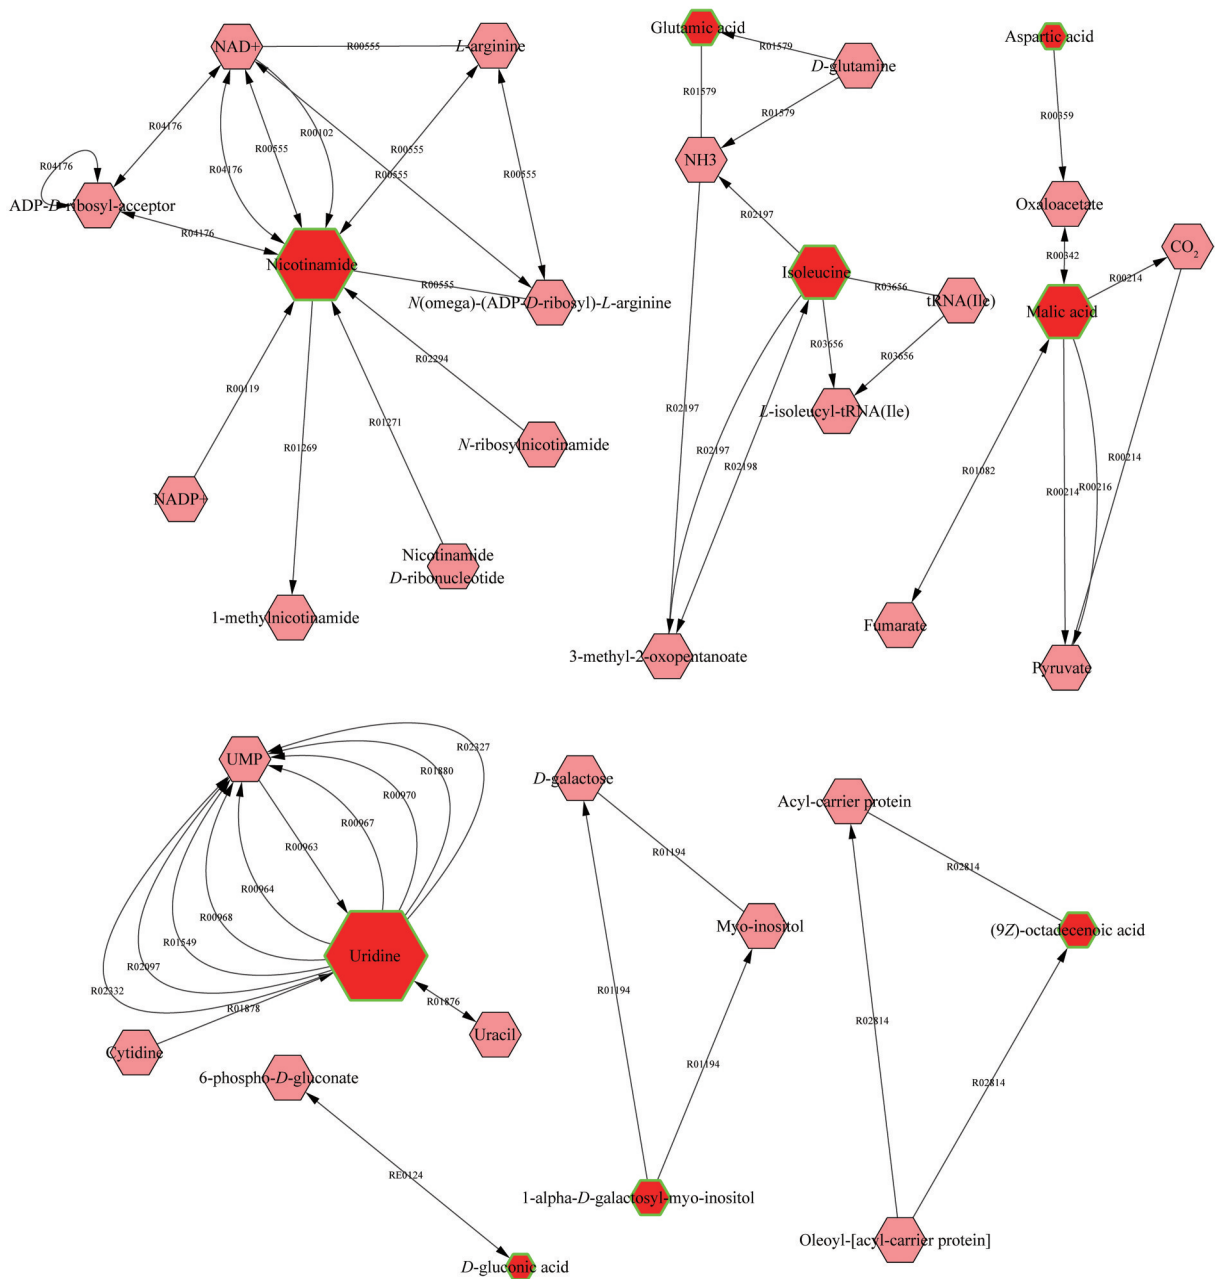 NAD+
R00555
L-arginine
R04176
R00102
R00555
R04176
R00555
R00555
R00555
R04176
ADP-D-ribosyl-acceptor
R04176
Nicotinamide
R00555
N(omega)-(ADP-D-ribosyl)-L-arginine
R02294
R00119
R01269
R01271
N-ribosylnicotinamide
NADP+
Nicotinamide
D-ribonucleotide
1-methylnicotinamide
Glutamic acid
R01579
D-glutamine
R01579
R01579
NH3
R02197
Isoleucine
R03656
tRNA(Ile)
R03656
R03656
L-isoleucyl-tRNA(Ile)
R02197
R02197
R02198
3-methyl-2-oxopentanoate
Aspartic acid
R00359
Oxaloacetate
R00342
CO2
R00214
Malic acid
R00214
R01082
R00214
R00216
Fumarate
Pyruvate
UMP
R02327
R01880
R00970
R00967
R00963
R00964
R00968
R01549
R02097
R02332
Uridine
R01878
R01876
Cytidine
Uracil
6-phospho-D-gluconate
RE0124
D-gluconic acid
D-galactose
R01194
Myo-inositol
R01194
R01194
1-alpha-D-galactosyl-myo-inositol
Acyl-carrier protein
R02814
(9Z)-octadecenoic acid
R02814
R02814
Oleoyl-[acyl-carrier protein]